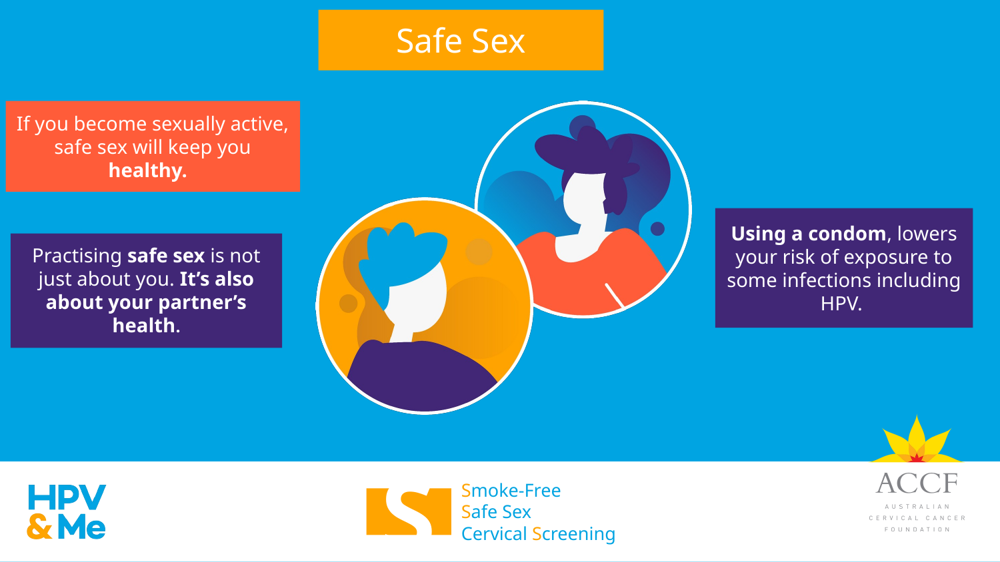 Safe Sex
If you become sexually active,
safe sex will keep you
healthy.
Practising safe sex is not
just about you. It’s also
about your partner’s
health.
Using a condom, lowers
your risk of exposure to
some infections including
HPV.
HPV
& Me
S
Smoke-Free
Safe Sex
Cervical Screening
ACCF
AUSTRALIAN
CERVICAL CANCER
FOUNDATION